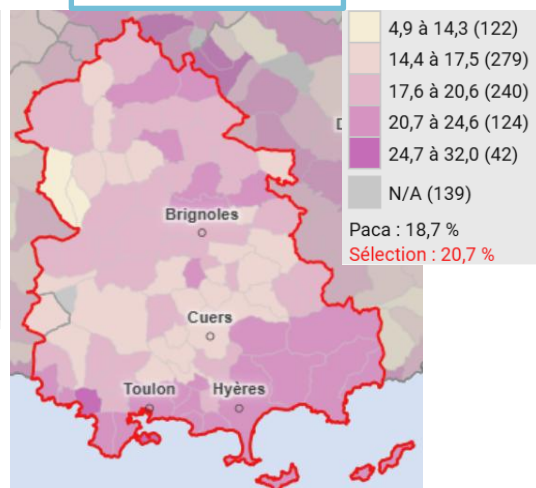 4,9 à 14,3 (122)
14,4 à 17,5 (279)
17,6 à 20,6 (240)
20,7 à 24,6 (124)
24,7 à 32,0 (42)
N/A (139)
Paca : 18,7 %
Sélection : 20,7 %
D
Brignoles
Cuers
Toulon
Hyères